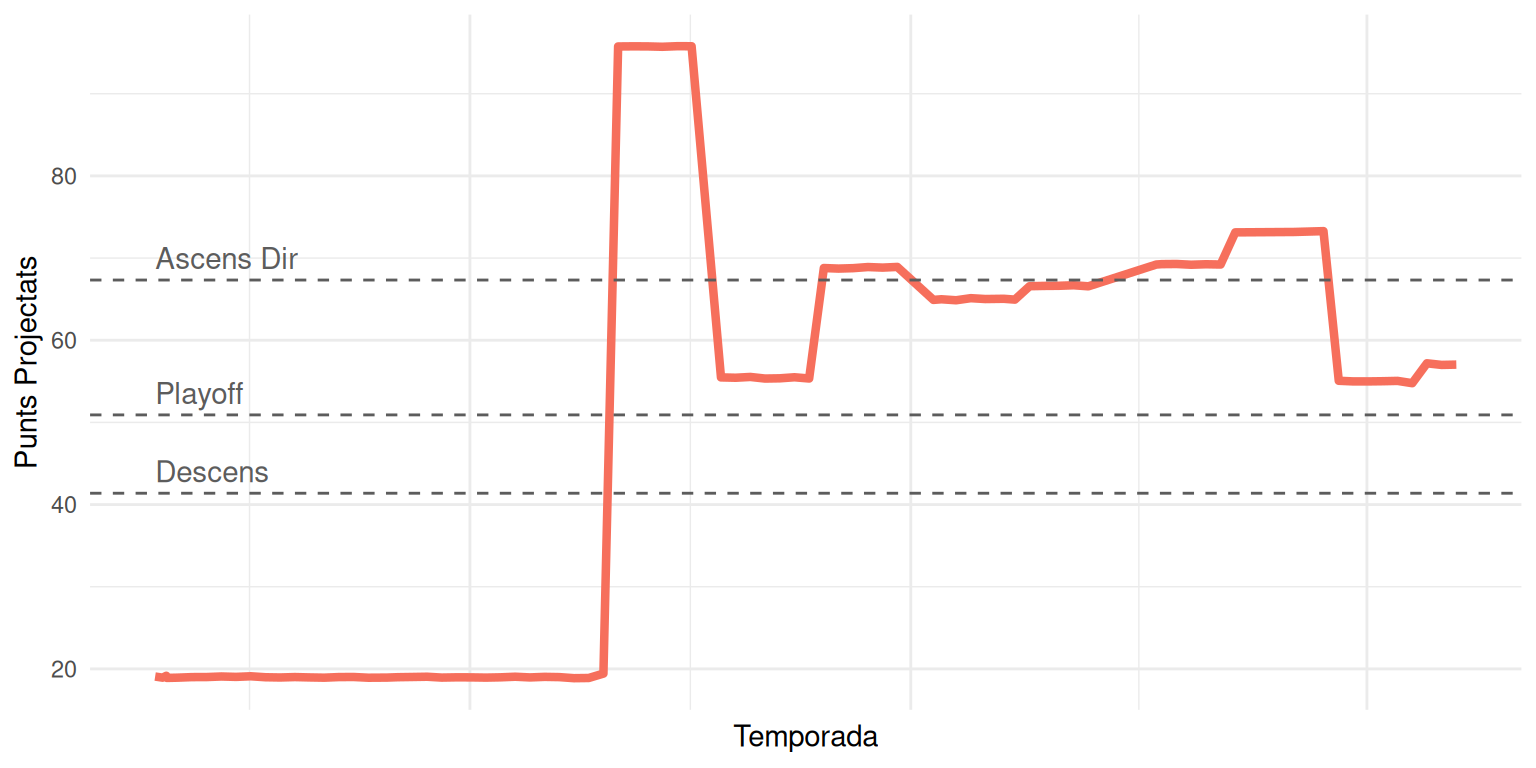 80
Ascens Dir
60
Playoff
Descens
40
20
Punts Projectats
Temporada